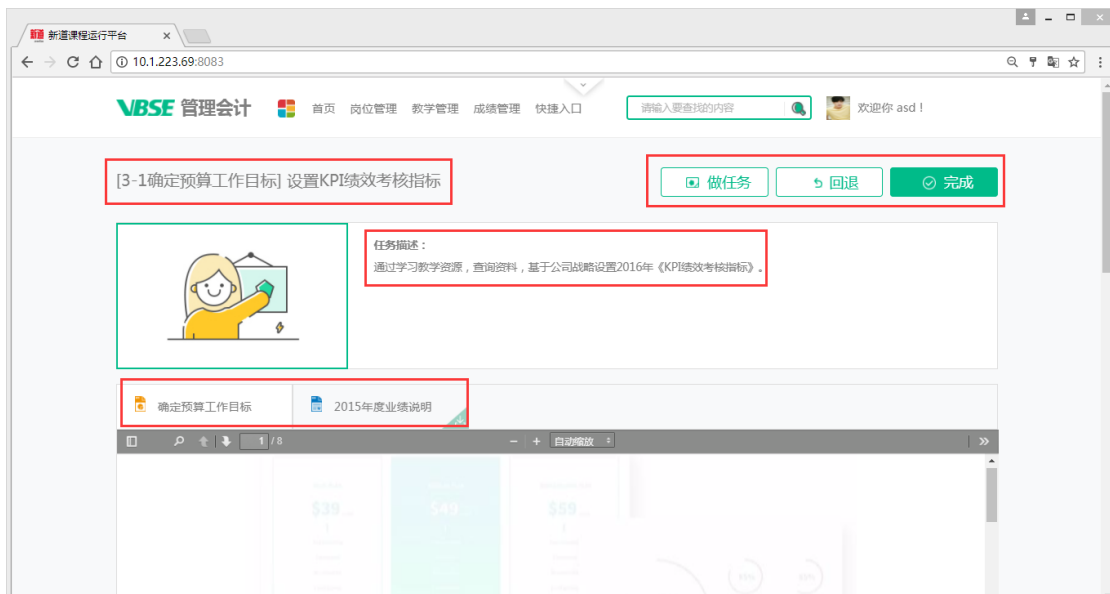 新道课程运行平台
10.1.223.69:8083
VBSE 管理会计 首页 岗位管理 教学管理 成绩管理 快捷入口 请输入要查找的内容 欢迎你 asd !
[3-1确定预算工作目标] 设置KPI绩效考核指标 做任务 回退 完成
任务描述：
通过学习教学资源，查询资料，基于公司战略设置2016年《KPI绩效考核指标》。
确定预算工作目标 2015年度业绩说明
1 / 8 自动缩放
$39 $49 $59